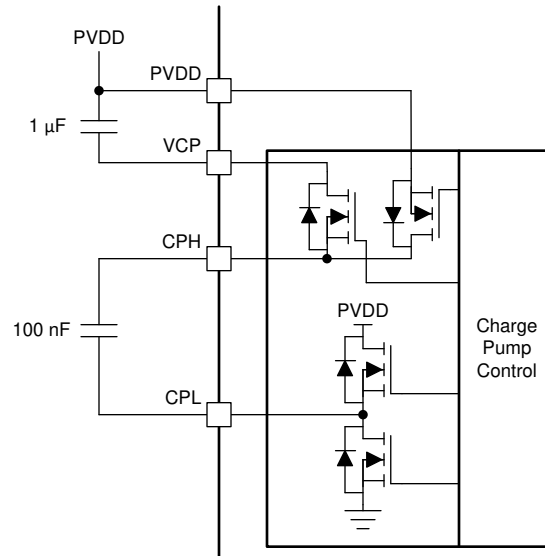 PVDD
PVDD
1 µF
VCP
CPH
PVDD
100 nF
Charge
Pump
Control
CPL